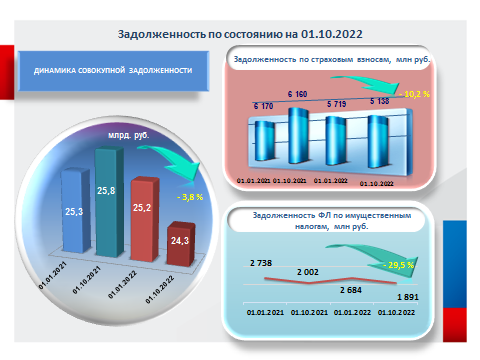 Задолженность по состоянию на 01.10.2022
ДИНАМИКА СОВОКУПНОЙ ЗАДОЛЖЕННОСТИ
млрд. руб.
- 3,8 %
25,3
25,8
25,2
24,3
01.01.2021
01.10.2021
01.01.2022
01.10.2022
Задолженность по страховым взносам, млн руб.
- 10,2 %
6 170
6 160
5 719
5 138
01.01.2021
01.10.2021
01.01.2022
01.10.2022
Задолженность ФЛ по имущественным
налогам, млн руб.
- 29,5 %
2 738
2 002
2 684
1 891
01.01.2021
01.10.2021
01.01.2022
01.10.2022